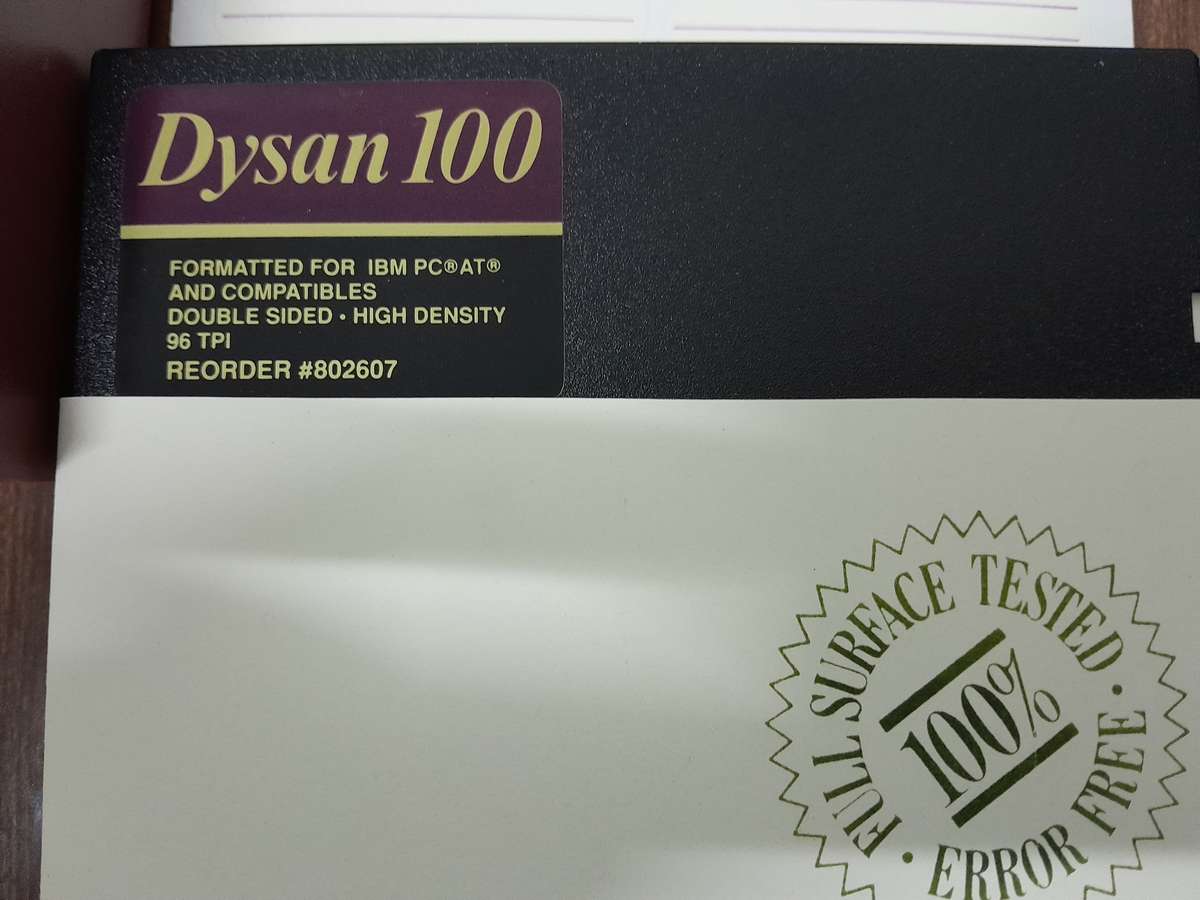 Dysan 100
FORMATTED FOR IBM PC®AT®
AND COMPATIBLES
DOUBLE SIDED • HIGH DENSITY
96 TPI
REORDER #802607
• FULL SURFACE TESTED •
100%
ERROR FREE